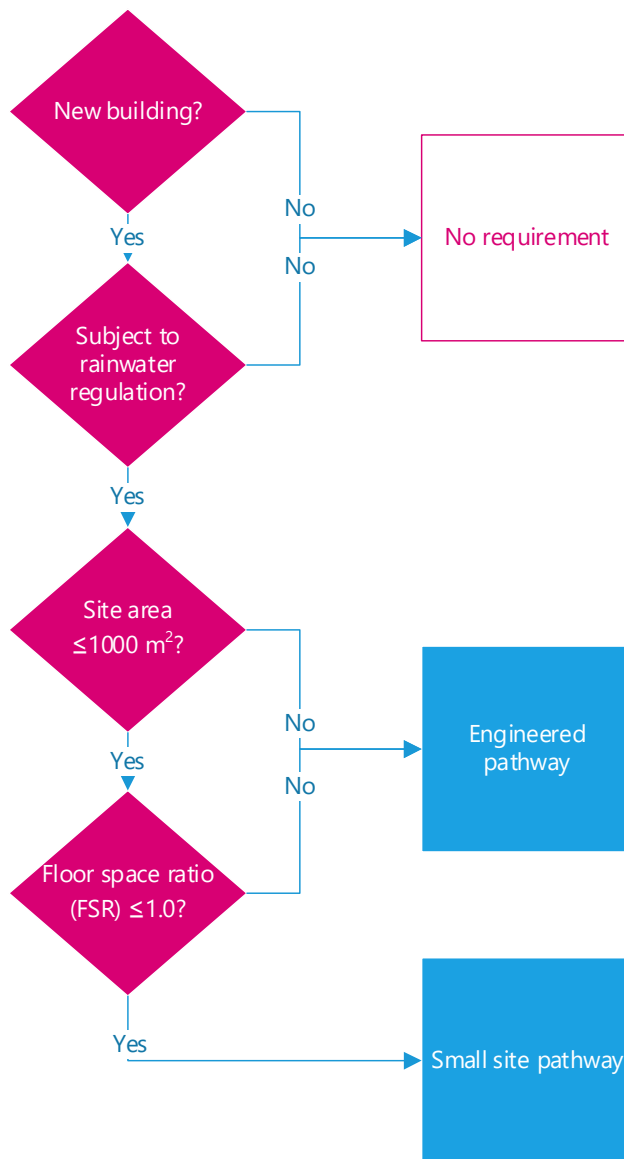 New building?
No
Yes
No requirement
No
Subject to
rainwater
regulation?
Yes
Site area
≤1000 m²?
No
Engineered
pathway
Yes
No
Floor space ratio
(FSR) ≤1.0?
Yes
Small site pathway